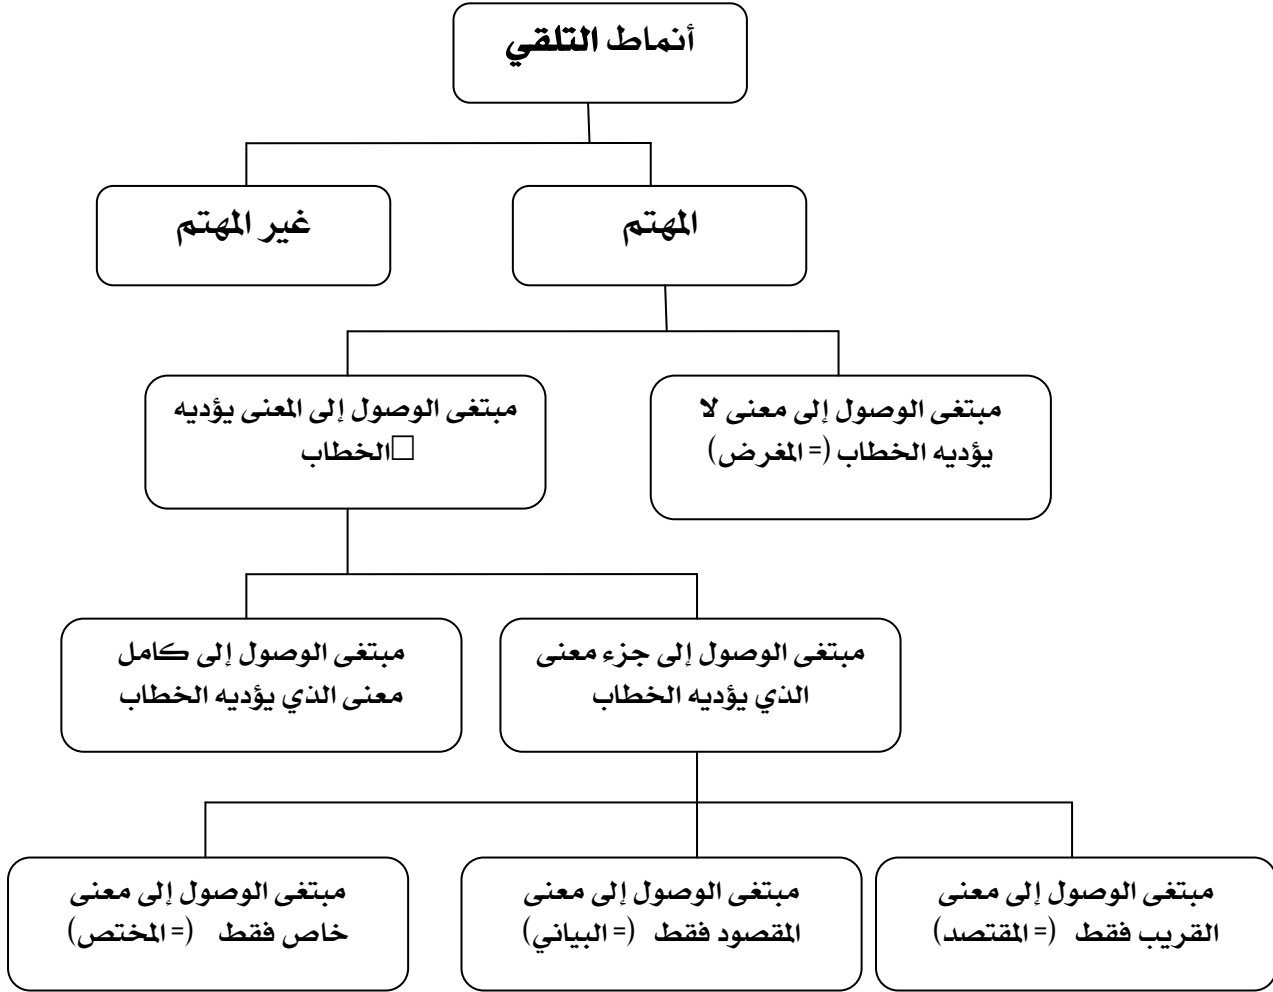 أنماط التلقي
المهتم
غير المهتم
مبتغى الوصول إلى معنى لا
يؤديه الخطاب (= المغرض)
مبتغى الوصول إلى المعنى يؤديه
الخطاب
مبتغى الوصول إلى جزء معنى
الذي يؤديه الخطاب
مبتغى الوصول إلى كامل
معنى الذي يؤديه الخطاب
مبتغى الوصول إلى معنى
القريب فقط (= المقتصد)
مبتغى الوصول إلى معنى
المقصود فقط (= البياني)
مبتغى الوصول إلى معنى
خاص فقط (= المختص)